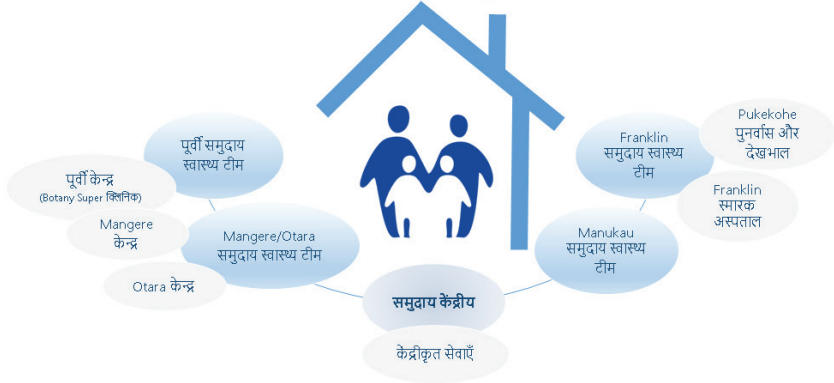 पूर्वी समुदाय
स्वास्थ्य टीम
पूर्वी केन्द्र
(Botany Super क्लिनिक)
Mangere
केन्द्र
Mangere/Otara
समुदाय स्वास्थ्य टीम
Otara केन्द्र
समुदाय केंद्रीय
केंद्रीकृत सेवाएँ
Manukau
समुदाय स्वास्थ्य
टीम
Franklin
समुदाय स्वास्थ्य
टीम
Pukekohe
पुनर्वास और
देखभाल
Franklin
स्मारक
अस्पताल